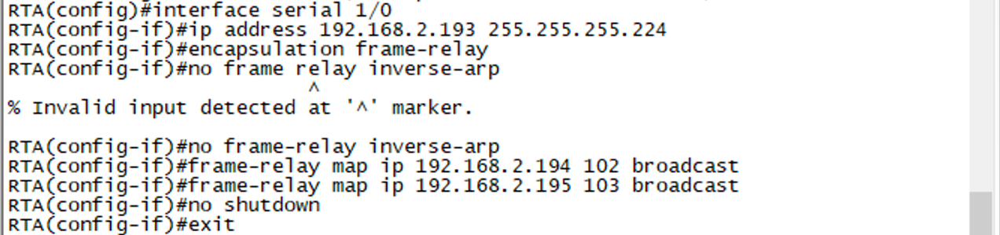 RTA(config)#interface serial 1/0
RTA(config-if)#ip address 192.168.2.193 255.255.255.224
RTA(config-if)#encapsulation frame-relay
RTA(config-if)#no frame relay inverse-arp
^
% Invalid input detected at '^' marker.
RTA(config-if)#no frame-relay inverse-arp
RTA(config-if)#frame-relay map ip 192.168.2.194 102 broadcast
RTA(config-if)#frame-relay map ip 192.168.2.195 103 broadcast
RTA(config-if)#no shutdown
RTA(config-if)#exit